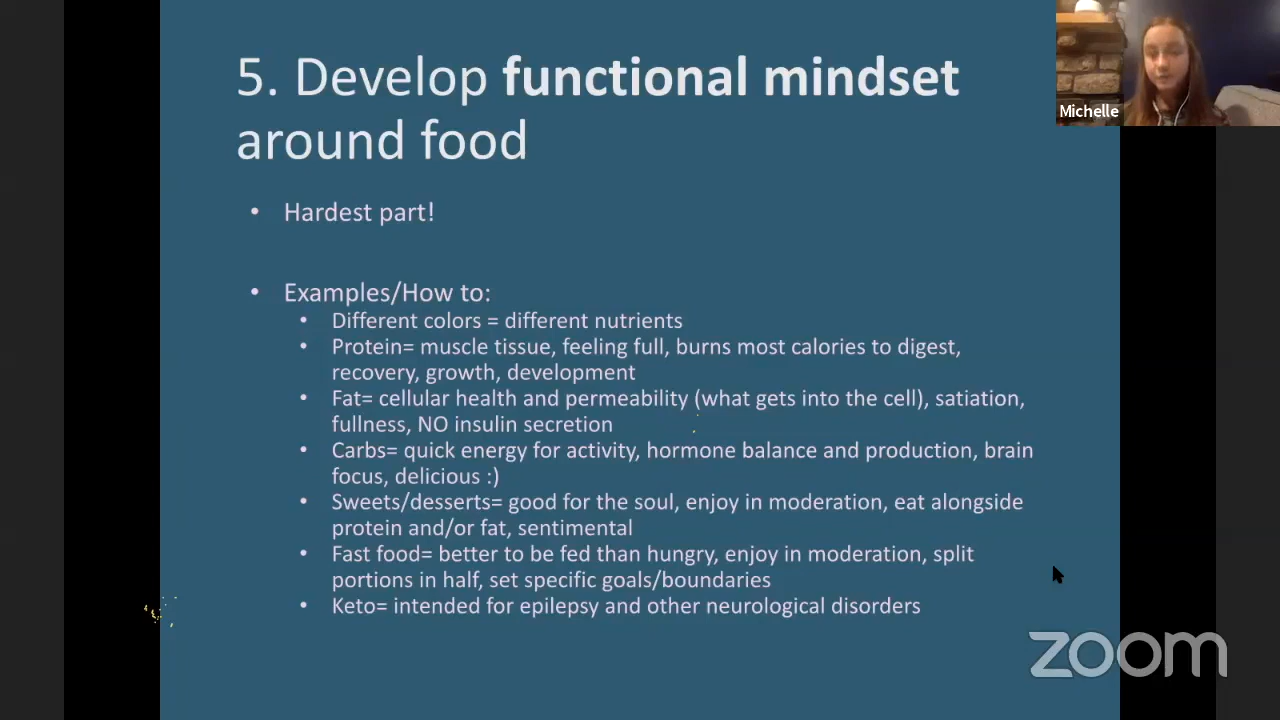 5. Develop functional mindset
around food
Michelle
• Hardest part!
• Examples/How to:
• Different colors = different nutrients
• Protein= muscle tissue, feeling full, burns most calories to digest,
recovery, growth, development
• Fat= cellular health and permeability (what gets into the cell), satiation,
fullness, NO insulin secretion
• Carbs= quick energy for activity, hormone balance and production, brain
focus, delicious :)
• Sweets/desserts= good for the soul, enjoy in moderation, eat alongside
protein and/or fat, sentimental
• Fast food= better to be fed than hungry, enjoy in moderation, split
portions in half, set specific goals/boundaries
• Keto= intended for epilepsy and other neurological disorders
zoom